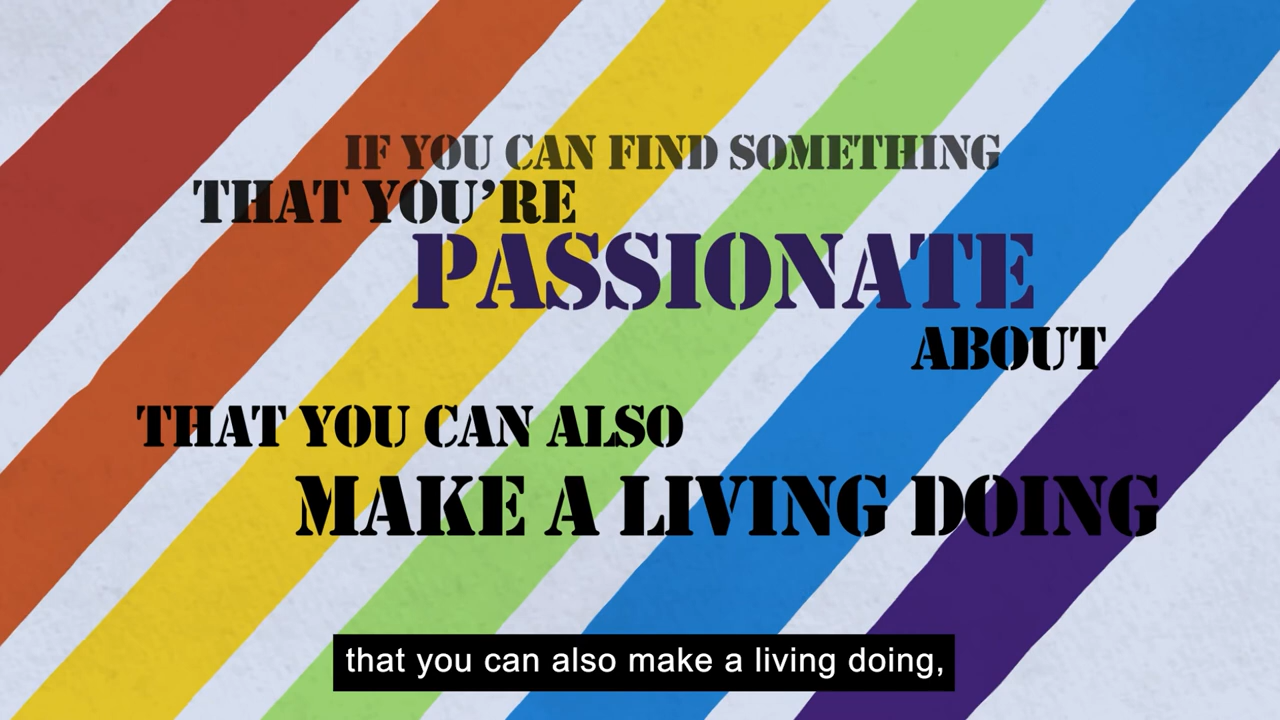 IF YOU CAN FIND SOMETHING
THAT YOU’RE
PASSIONATE
ABOUT
THAT YOU CAN ALSO
MAKE A LIVING DOING
that you can also make a living doing,